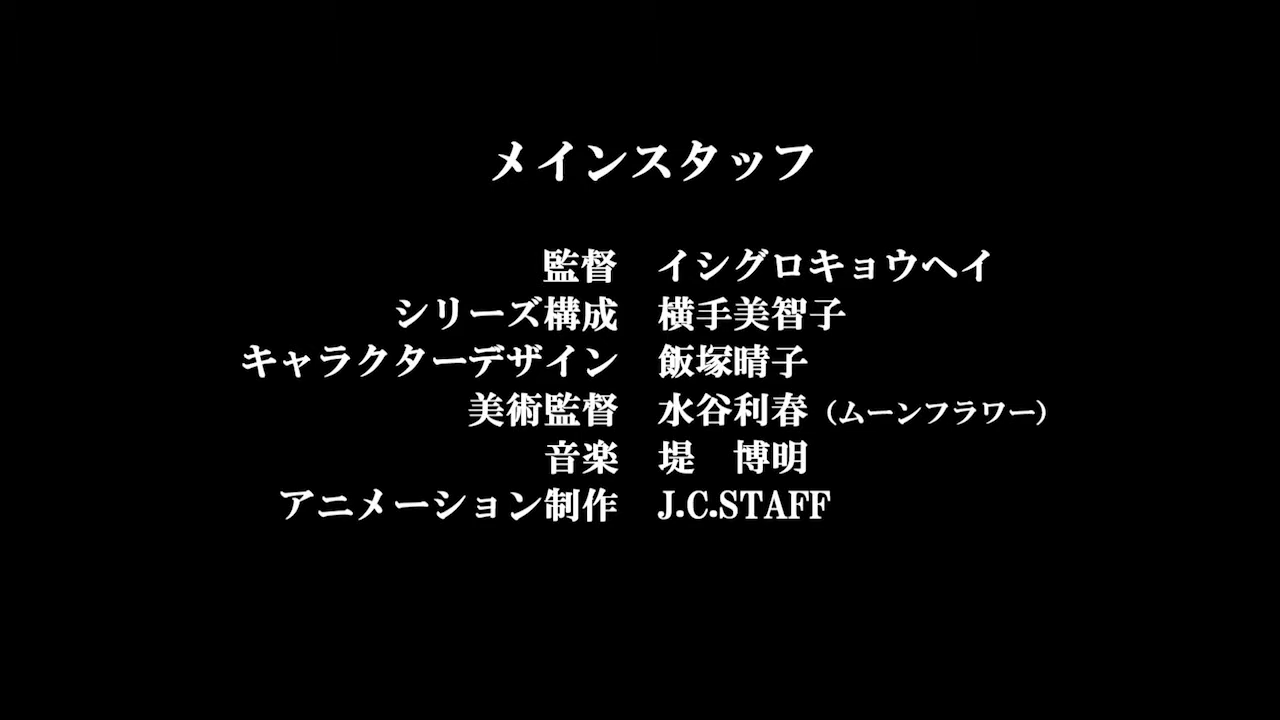 メインスタッフ
監督　イシグロキョウヘイ
シリーズ構成　横手美智子
キャラクターデザイン　飯塚晴子
美術監督　水谷利春（ムーンフラワー）
音楽　堤　博明
アニメーション制作　J.C.STAFF